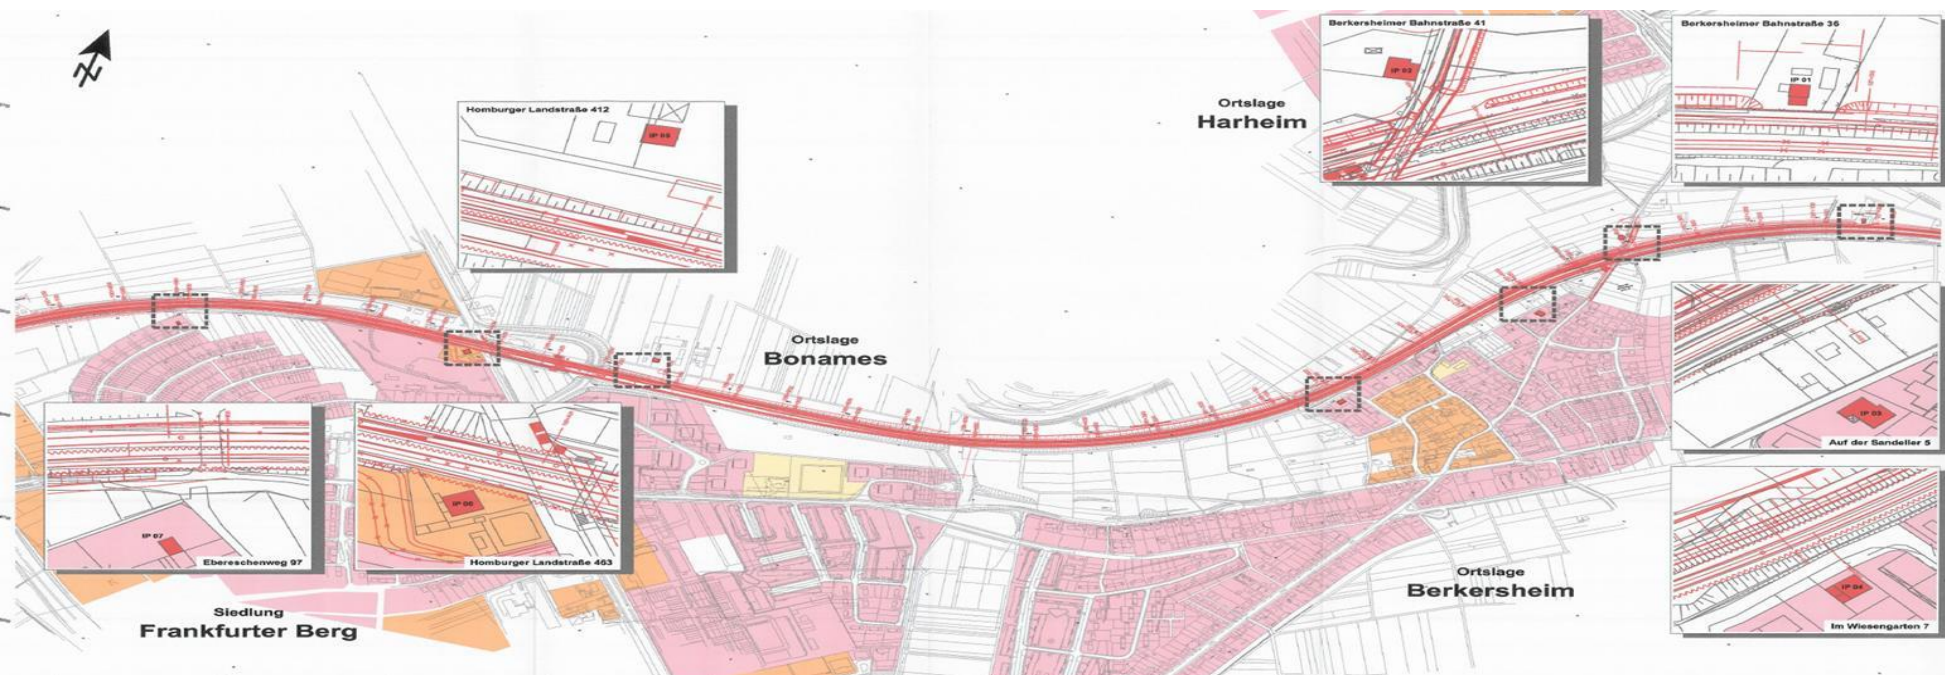 N
Berkersheimer Bahnstraße 41
IP 02
Berkersheimer Bahnstraße 36
IP 01
Homburger Landstraße 412
IP 05
Ortslage
Harheim
Ortslage
Bonames
IP 03
Auf der Sandeller 5
IP 07
Ebereschenweg 97
IP 06
Homburger Landstraße 463
IP 04
Im Wiesengarten 7
Ortslage
Berkersheim
Siedlung
Frankfurter Berg